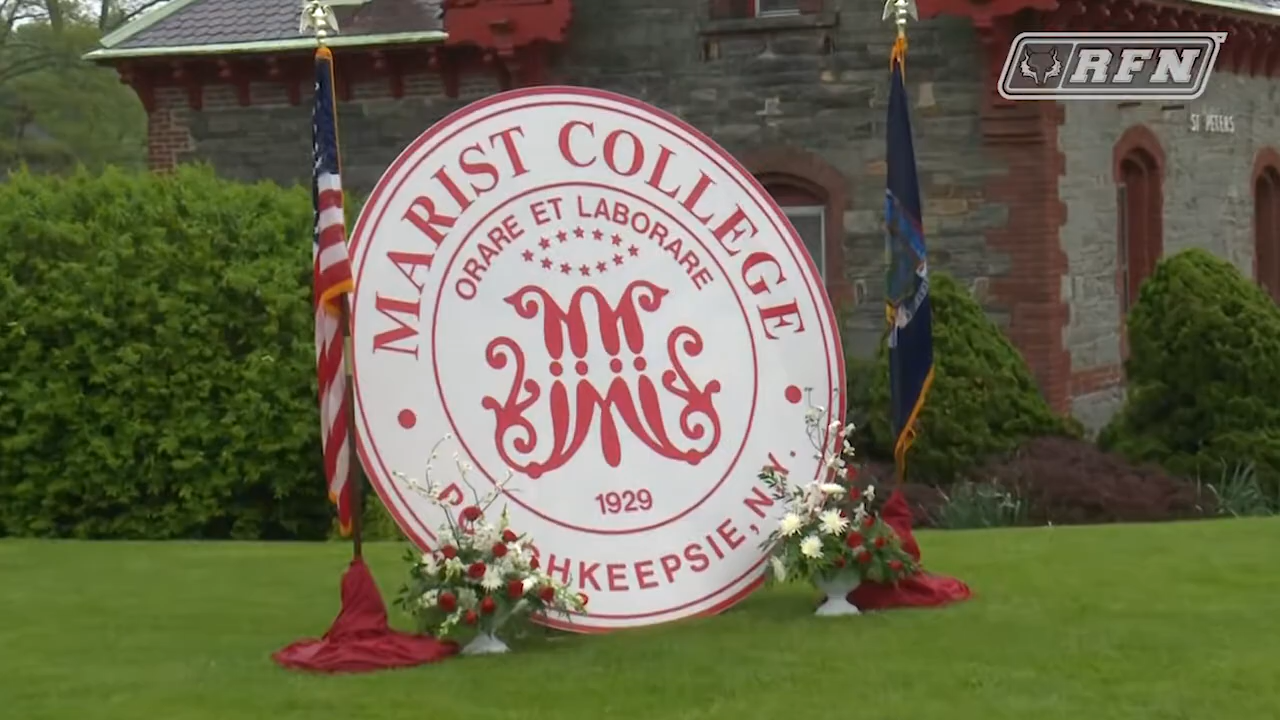 RFN
ST PETERS
MARIST COLLEGE
ORARE ET LABORARE
1929
P HKEEPSIE, N.Y.